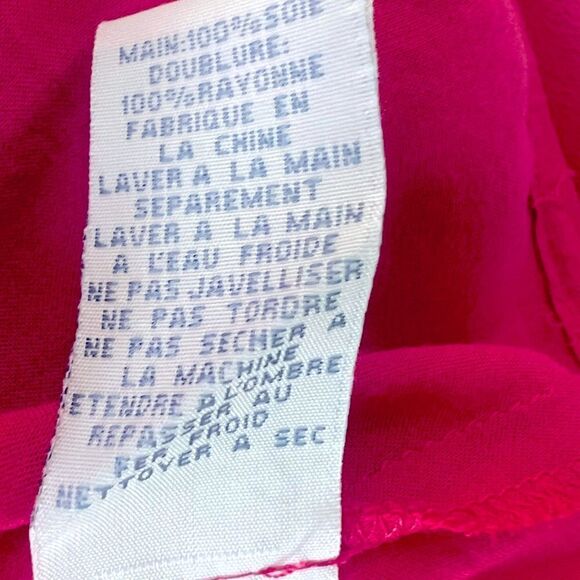 MAIN:100%SOIE
DOUBLURE:
100%RAYONNE
FABRIQUE EN
LA CHINE
LAVER A LA MAIN
SEPAREMENT
LAVER A LA MAIN
A L'EAU FROIDE
NE PAS JAVELLISER
NE PAS TORDRE
NE PAS SECHER A
LA MACHINE
ETENDRE A L'OMBRE
REPASSER AU
FER FROID
NETTOYER A SEC